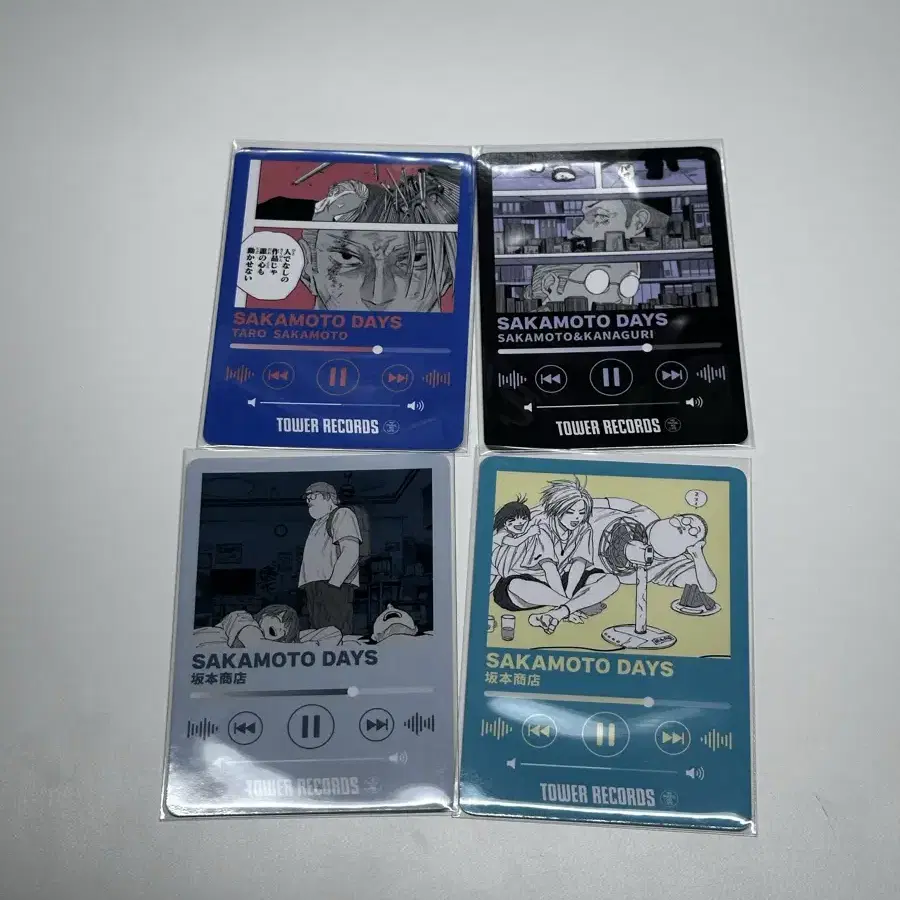 人でなしの
作品じゃ
誰の心も
動かせない
SAKAMOTO DAYS
TARO SAKAMOTO
TOWER RECORDS
SAKAMOTO DAYS
SAKAMOTO&KANAGURI
TOWER RECORDS
SAKAMOTO DAYS
坂本商店
TOWER RECORDS
SAKAMOTO DAYS
坂本商店
TOWER RECORDS